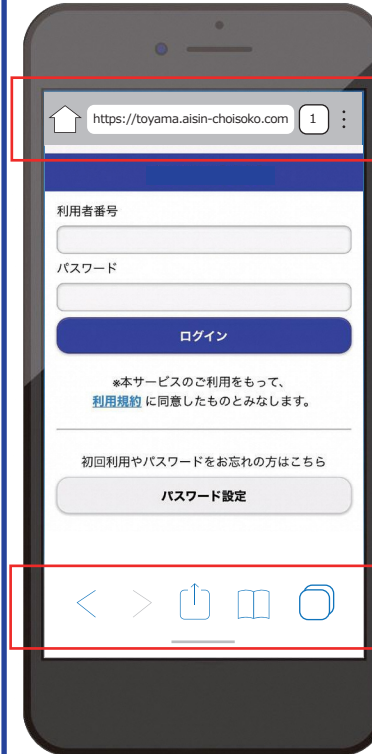 https://toyama.aisin-choisoko.com
1
利用者番号
パスワード
ログイン
※本サービスのご利用をもって、
利用規約 に同意したものとみなします。
初回利用やパスワードをお忘れの方はこちら
パスワード設定